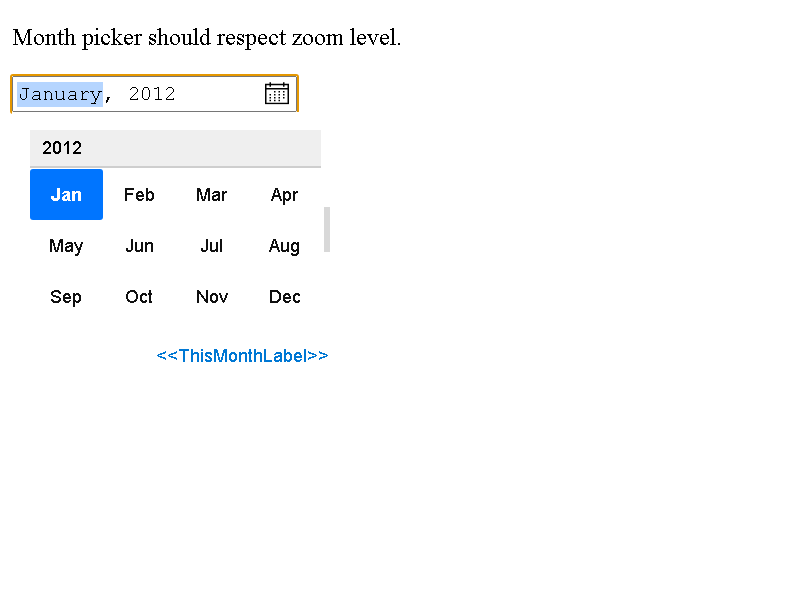 Month picker should respect zoom level.
January, 2012
2012
Jan Feb Mar Apr
May Jun Jul Aug
Sep Oct Nov Dec
<<ThisMonthLabel>>